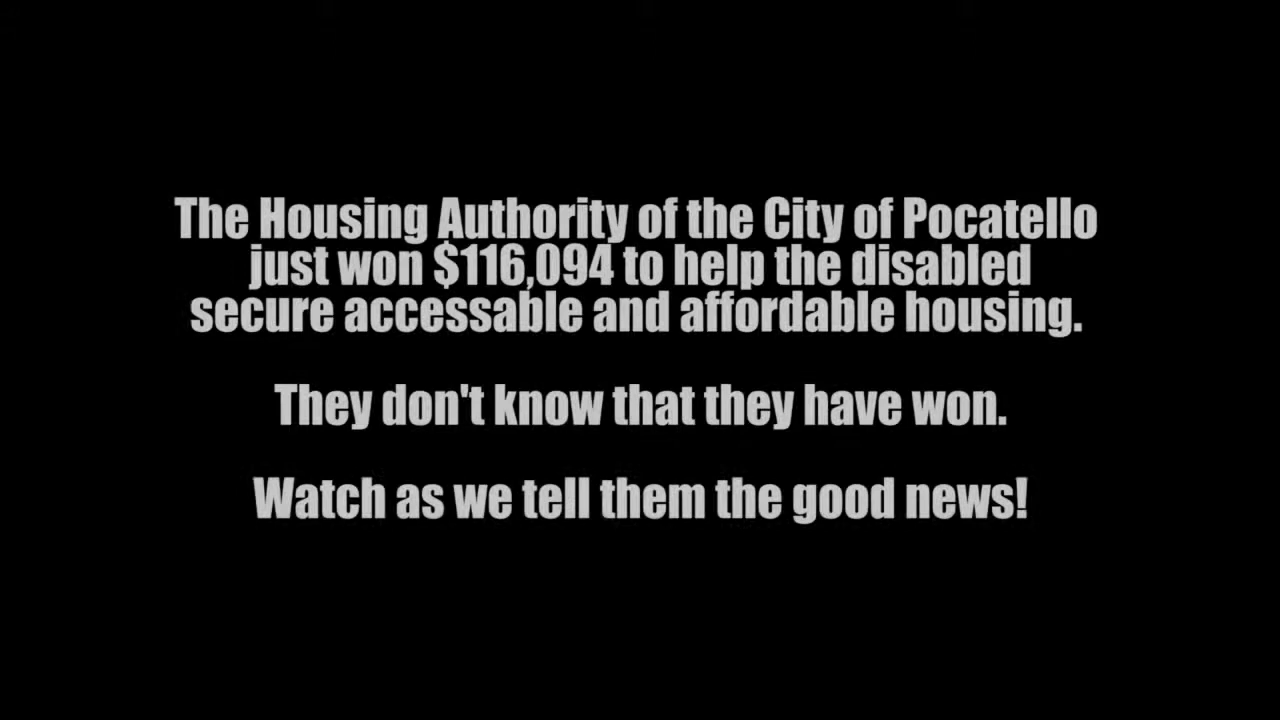 The Housing Authority of the City of Pocatello
just won $116,094 to help the disabled
secure accessable and affordable housing.
They don't know that they have won.
Watch as we tell them the good news!